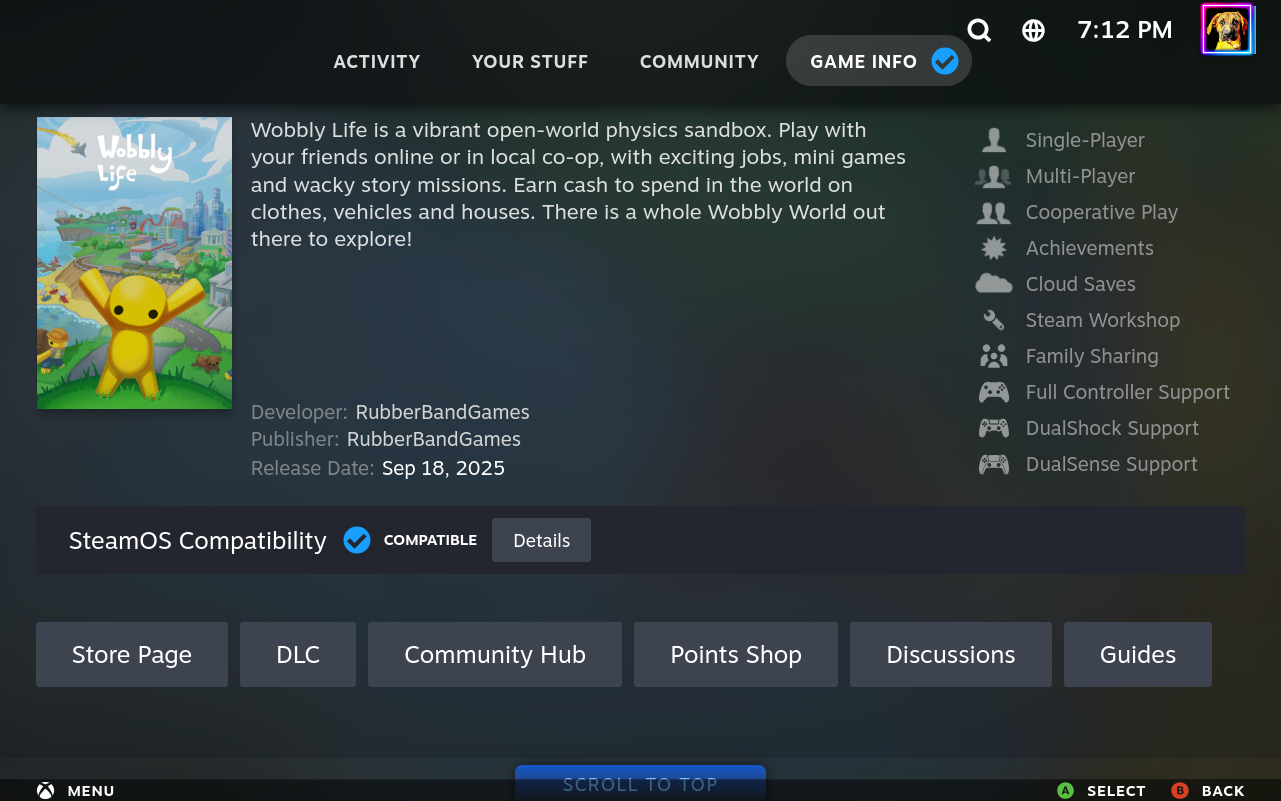 7:12 PM
ACTIVITY
YOUR STUFF
COMMUNITY
GAME INFO
Wobbly
Life
Wobbly Life is a vibrant open-world physics sandbox. Play with
your friends online or in local co-op, with exciting jobs, mini games
and wacky story missions. Earn cash to spend in the world on
clothes, vehicles and houses. There is a whole Wobbly World out
there to explore!
Developer: RubberBandGames
Publisher: RubberBandGames
Release Date: Sep 18, 2025
Single-Player
Multi-Player
Cooperative Play
Achievements
Cloud Saves
Steam Workshop
Family Sharing
Full Controller Support
DualShock Support
DualSense Support
SteamOS Compatibility COMPATIBLE Details
Store Page
DLC
Community Hub
Points Shop
Discussions
Guides
SCROLL TO TOP
MENU
A SELECT
B BACK